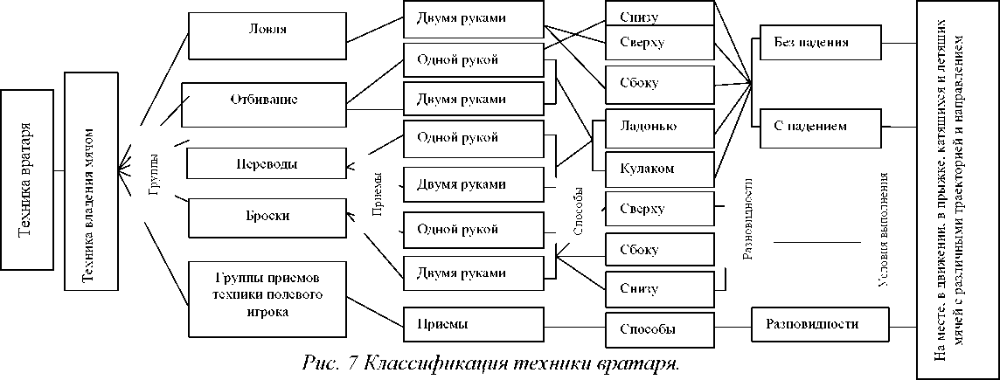 Техника вратаря
Техника владения мячом
Группы
Ловля
Отбивание
Переводы
Броски
Группы приемов
техники полевого
игрока
Приемы
Двумя руками
Одной рукой
Двумя руками
Одной рукой
Двумя руками
Одной рукой
Двумя руками
Приемы
Способы
Снизу
Сверху
Сбоку
Ладонью
Кулаком
Сверху
Сбоку
Снизу
Способы
Разновидности
Без падения
С падением
Разновидности
Условия выполнения
На месте, в движении, в прыжке, катящихся и летящих
мячей с различными траекторией и направлением
Рис. 7 Классификация техники вратаря.